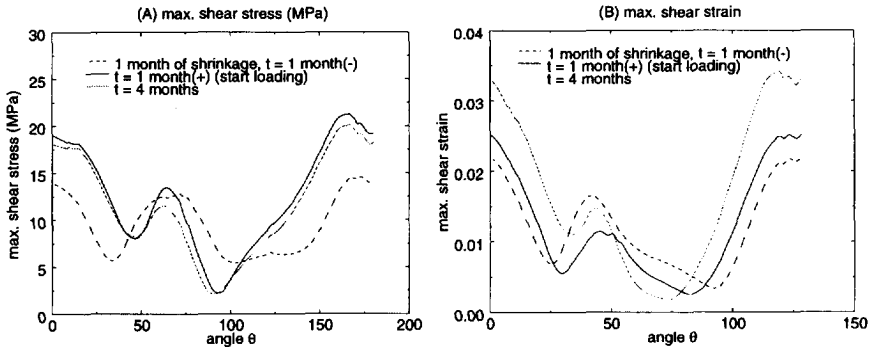 (A) max. shear stress (MPa)
max. shear stress (MPa)
30
25
20
15
10
5
0
1 month of shrinkage, t = 1 month(-)
t = 1 month(+) (start loading)
t = 4 months
0
50
100
150
200
angle θ
(B) max. shear strain
max. shear strain
0.04
0.03
0.02
0.01
0.00
1 month of shrinkage, t = 1 month(-)
t = 1 month(+) (start loading)
t = 4 months
0
50
100
150
angle θ